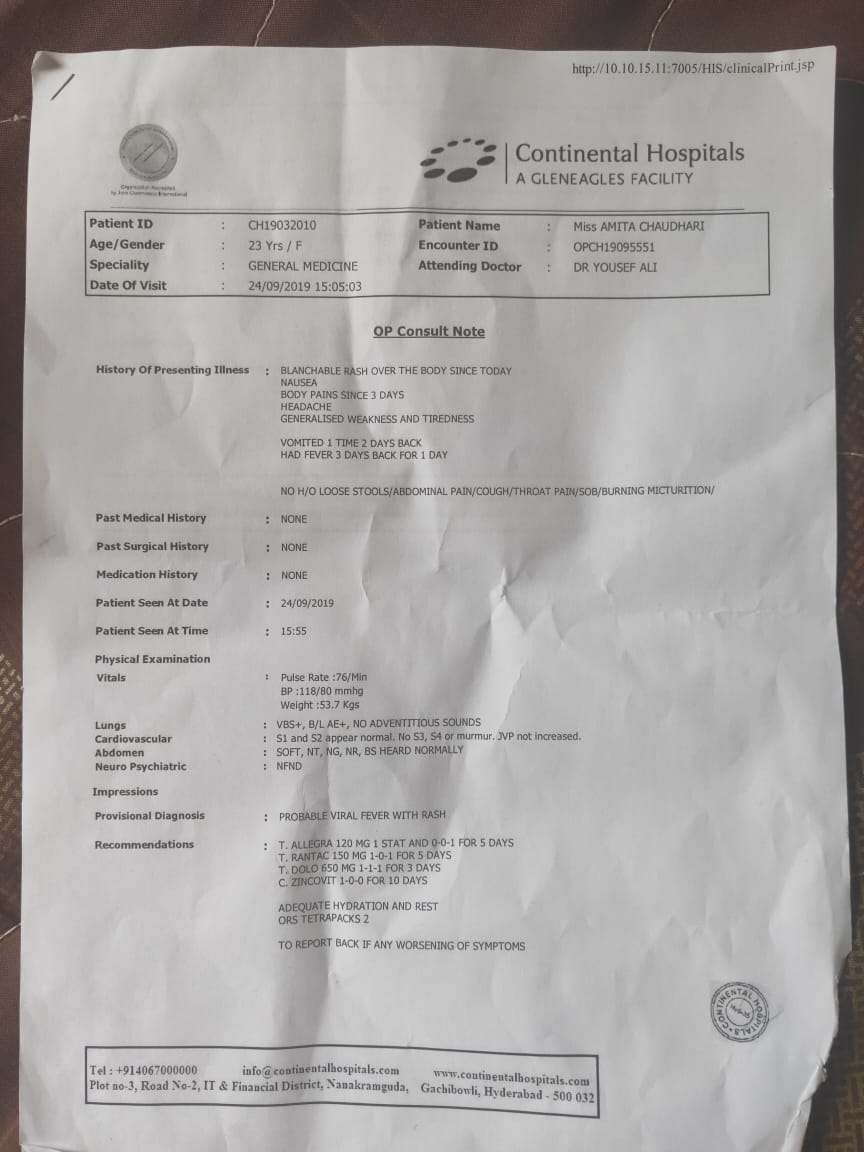 http://10.10.15.11:7005/HIS/clinicalPrint.jsp
Organization Accredited
by Joint Commission International
Continental Hospitals
A GLENEAGLES FACILITY
Patient ID : CH19032010 Patient Name : Miss AMITA CHAUDHARI
Age/Gender : 23 Yrs / F Encounter ID : OPCH19095551
Speciality : GENERAL MEDICINE Attending Doctor : DR YOUSEF ALI
Date Of Visit : 24/09/2019 15:05:03
OP Consult Note
History Of Presenting Illness : BLANCHABLE RASH OVER THE BODY SINCE TODAY
NAUSEA
BODY PAINS SINCE 3 DAYS
HEADACHE
GENERALISED WEAKNESS AND TIREDNESS
VOMITED 1 TIME 2 DAYS BACK
HAD FEVER 3 DAYS BACK FOR 1 DAY
NO H/O LOOSE STOOLS/ABDOMINAL PAIN/COUGH/THROAT PAIN/SOB/BURNING MICTURITION/
Past Medical History : NONE
Past Surgical History : NONE
Medication History : NONE
Patient Seen At Date : 24/09/2019
Patient Seen At Time : 15:55
Physical Examination
Vitals : Pulse Rate :76/Min
BP :118/80 mmhg
Weight :53.7 Kgs
Lungs : VBS+, B/L AE+, NO ADVENTITIOUS SOUNDS
Cardiovascular : S1 and S2 appear normal. No S3, S4 or murmur. JVP not increased.
Abdomen : SOFT, NT, NG, NR, BS HEARD NORMALLY
Neuro Psychiatric : NFND
Impressions
Provisional Diagnosis : PROBABLE VIRAL FEVER WITH RASH
Recommendations : T. ALLEGRA 120 MG 1 STAT AND 0-0-1 FOR 5 DAYS
T. RANTAC 150 MG 1-0-1 FOR 5 DAYS
T. DOLO 650 MG 1-1-1 FOR 3 DAYS
C. ZINCOVIT 1-0-0 FOR 10 DAYS
ADEQUATE HYDRATION AND REST
ORS TETRAPACKS 2
TO REPORT BACK IF ANY WORSENING OF SYMPTOMS
CONTINENTAL HOSPITALS
Tel : +914067000000 info@continentalhospitals.com www.continentalhospitals.com
Plot no-3, Road No-2, IT & Financial District, Nanakramguda, Gachibowli, Hyderabad - 500 032